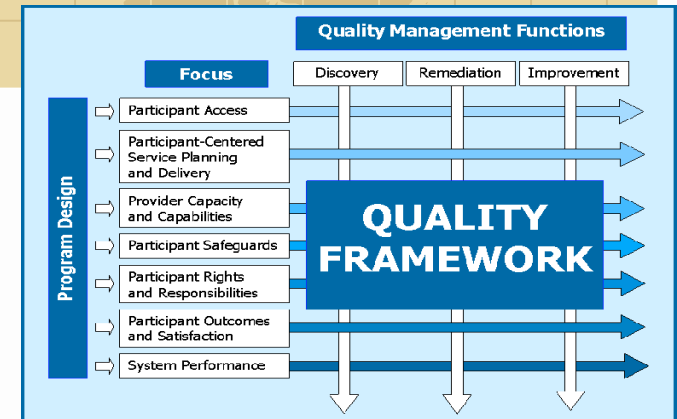 Quality Management Functions
Focus
Discovery
Remediation
Improvement
Program Design
Participant Access
Participant-Centered
Service Planning
and Delivery
Provider Capacity
and Capabilities
Participant Safeguards
Participant Rights
and Responsibilities
Participant Outcomes
and Satisfaction
System Performance
QUALITY
FRAMEWORK